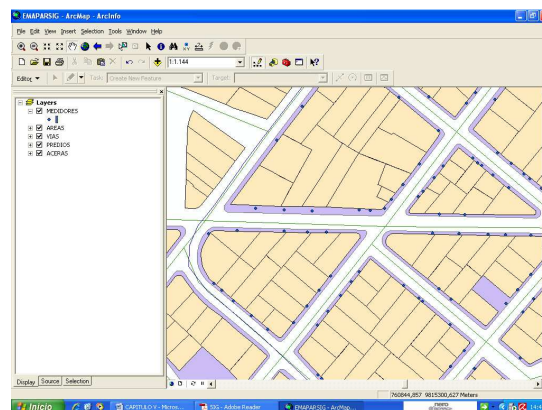 EMAPARSIG - ArcMap - ArcInfo
File Edit View Insert Selection Tools Window Help
1:1.144
Editor Task: Create New Feature Target:
Layers
MEDIDORES
AREAS
VIAS
PREDIOS
ACERAS
Display Source Selection
760844,857 9815300,627 Meters
Inicio CAPITULO V - Micros... SIG - Adobe Reader EMAPARSIG - ArcMap... nero